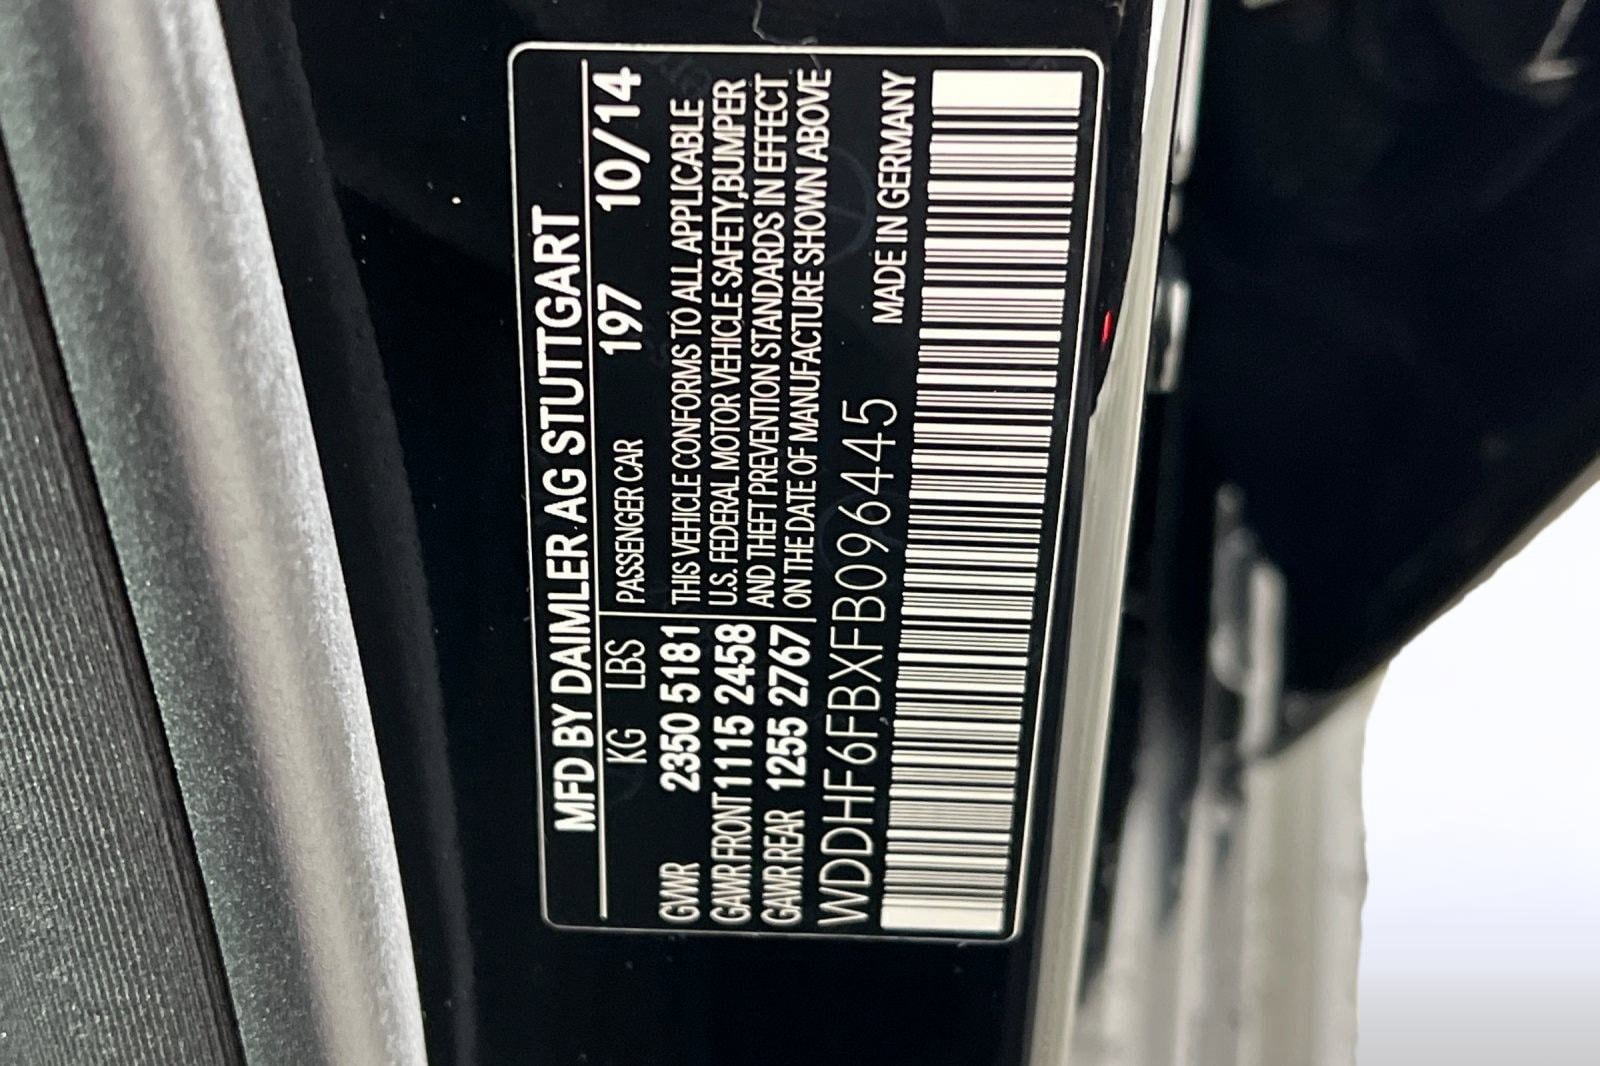 MFD BY DAIMLER AG STUTTGART
KG LBS PASSENGER CAR 197 10/14
GVWR 2350 5181 THIS VEHICLE CONFORMS TO ALL APPLICABLE
GAWR FRONT 1115 2458 U.S. FEDERAL MOTOR VEHICLE SAFETY,BUMPER
GAWR REAR 1255 2767 AND THEFT PREVENTION STANDARDS IN EFFECT
ON THE DATE OF MANUFACTURE SHOWN ABOVE
WDDHF6FBXFB096445 MADE IN GERMANY